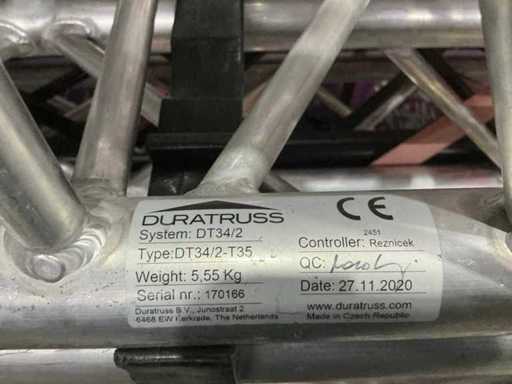 DURATRUSS
System: DT34/2
Type:DT34/2-T35
Weight: 5,55 Kg
Serial nr.: 170166
Duratruss B.V., Junostraat 2
6468 EW Kerkrade, The Netherlands
CE
2451
Controller: Reznicek
QC:
Date: 27.11.2020
www.duratruss.com
Made in Czech Republic